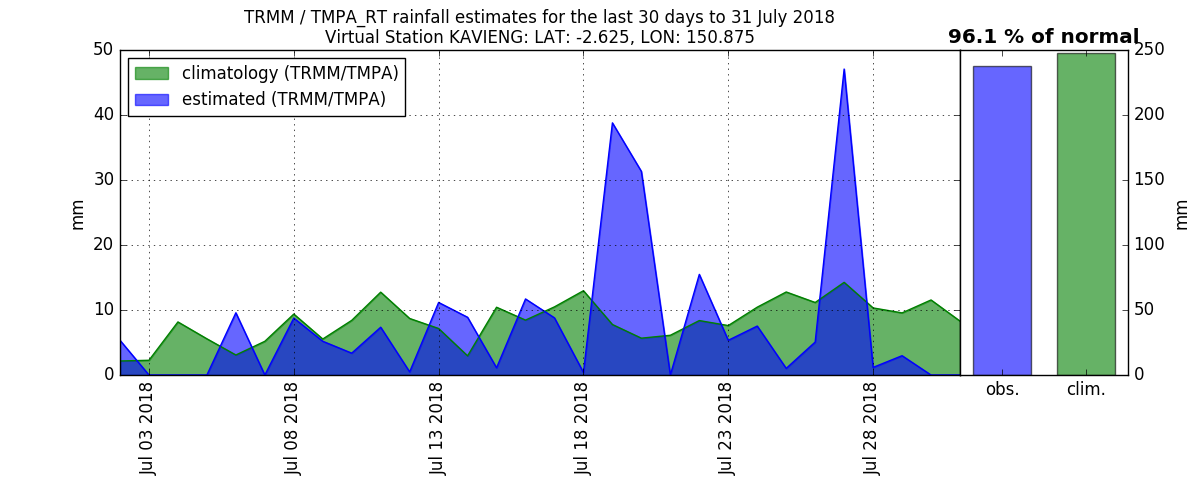 TRMM / TMPA_RT rainfall estimates for the last 30 days to 31 July 2018
Virtual Station KAVIENG: LAT: -2.625, LON: 150.875
96.1 % of normal
climatology (TRMM/TMPA)
estimated (TRMM/TMPA)
50
40
30
20
10
0
mm
Jul 03 2018
Jul 08 2018
Jul 13 2018
Jul 18 2018
Jul 23 2018
Jul 28 2018
250
200
150
100
50
0
mm
obs.
clim.